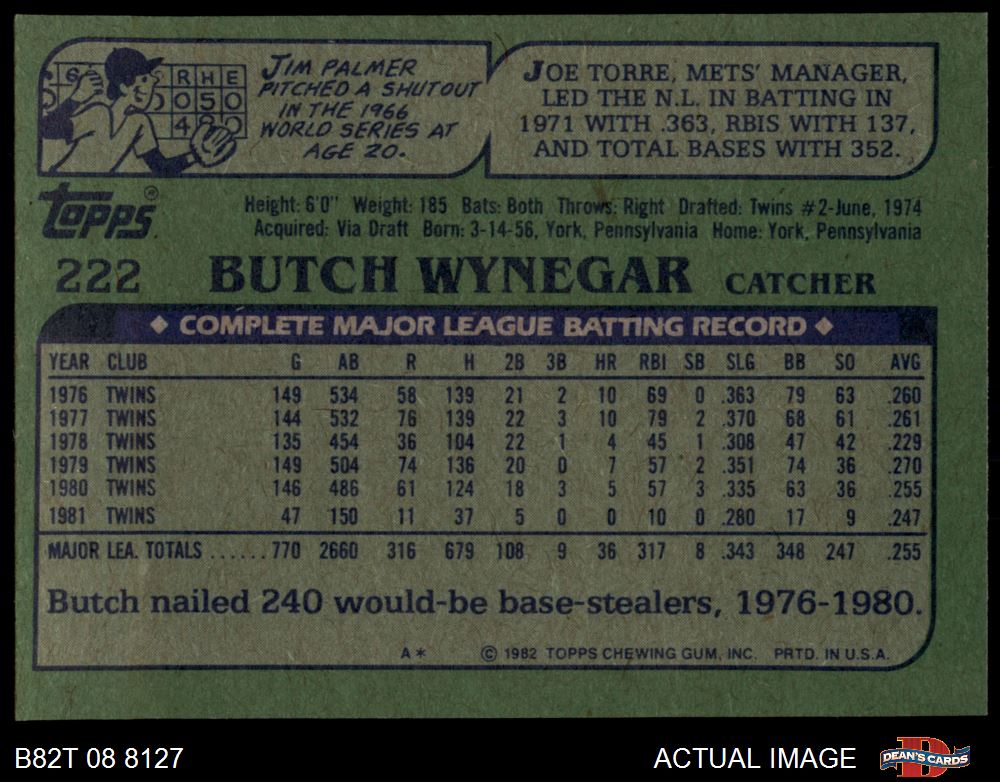 6 R H E
5 0 5 0
4 8 0
JIM PALMER
PITCHED A SHUTOUT
IN THE 1966
WORLD SERIES AT
AGE 20.
JOE TORRE, METS' MANAGER,
LED THE N.L. IN BATTING IN
1971 WITH .363, RBIS WITH 137,
AND TOTAL BASES WITH 352.
Topps®
Height: 6'0" Weight: 185 Bats: Both Throws: Right Drafted: Twins #2-June, 1974
Acquired: Via Draft Born: 3-14-56, York, Pennsylvania Home: York, Pennsylvania
222 BUTCH WYNEGAR CATCHER
◆ COMPLETE MAJOR LEAGUE BATTING RECORD ◆
YEAR CLUB G AB R H 2B 3B HR RBI SB SLG BB SO AVG
1976 TWINS 149 534 58 139 21 2 10 69 0 .363 79 63 .260
1977 TWINS 144 532 76 139 22 3 10 79 2 .370 68 61 .261
1978 TWINS 135 454 36 104 22 1 4 45 1 .308 47 42 .229
1979 TWINS 149 504 74 136 20 0 7 57 2 .351 74 36 .270
1980 TWINS 146 486 61 124 18 3 5 57 3 .335 63 36 .255
1981 TWINS 47 150 11 37 5 0 0 10 0 .280 17 9 .247
MAJOR LEA. TOTALS ......770 2660 316 679 108 9 36 317 8 .343 348 247 .255
Butch nailed 240 would-be base-stealers, 1976-1980.
A* © 1982 TOPPS CHEWING GUM, INC. PRTD. IN U.S.A.
B82T 08 8127 ACTUAL IMAGE DEAN'S CARDS